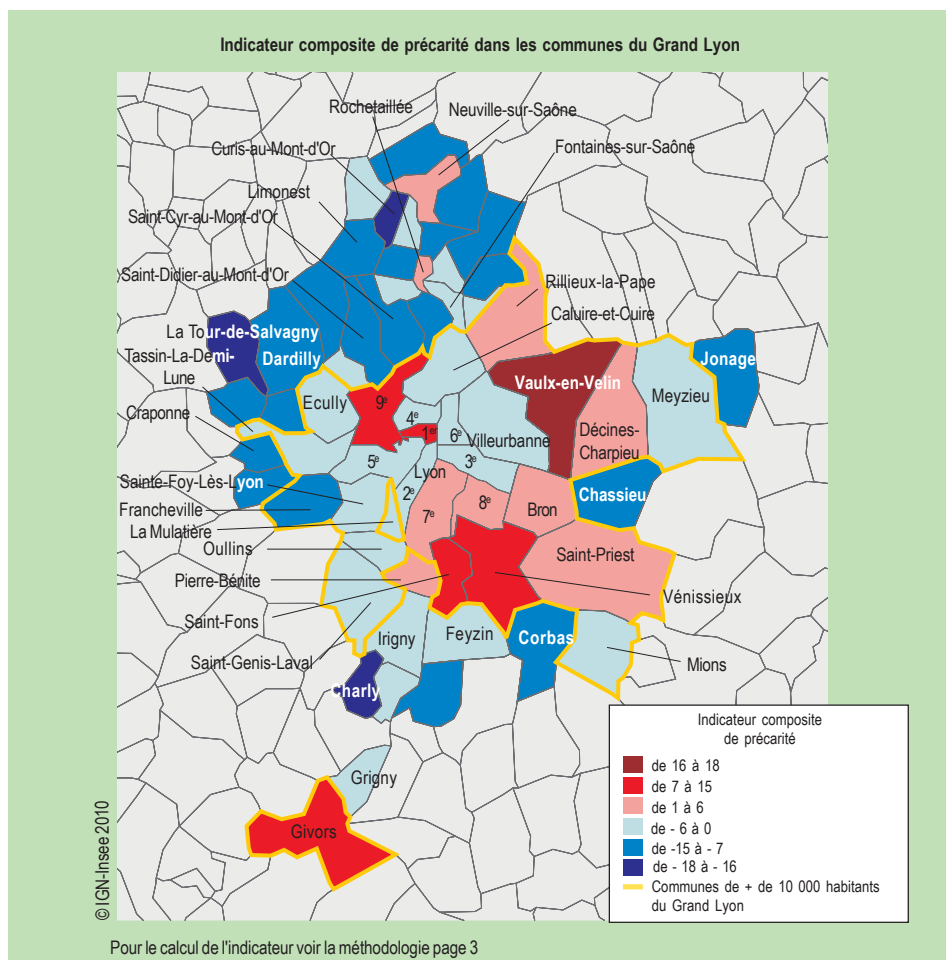 Indicateur composite de précarité dans les communes du Grand Lyon
Rochetaillée
Neuville-sur-Saône
Curis-au-Mont-d'Or
Fontaines-sur-Saône
Limonest
Saint-Cyr-au-Mont-d'Or
Saint-Didier-au-Mont-d'Or
Rillieux-la-Pape
Caluire-et-Cuire
La Tour-de-Salvagny
Tassin-La-Demi-
Lune
Dardilly
Jonage
Vaulx-en-Velin
Craponne
Ecully
9e
Meyzieu
4e
1er
6e
Villeurbanne
Décines-
Charpieu
5e
Lyon
3e
Sainte-Foy-Lès-Lyon
2e
Chassieu
Francheville
La Mulatière
7e
8e
Bron
Oullins
Saint-Priest
Pierre-Bénite
Vénissieux
Saint-Fons
Irigny
Feyzin
Corbas
Saint-Genis-Laval
Mions
Charly
Grigny
Givors
Indicateur composite
de précarité
de 16 à 18
de 7 à 15
de 1 à 6
de - 6 à 0
de -15 à - 7
de - 18 à - 16
Communes de + de 10 000 habitants
du Grand Lyon
© IGN-Insee 2010
Pour le calcul de l'indicateur voir la méthodologie page 3